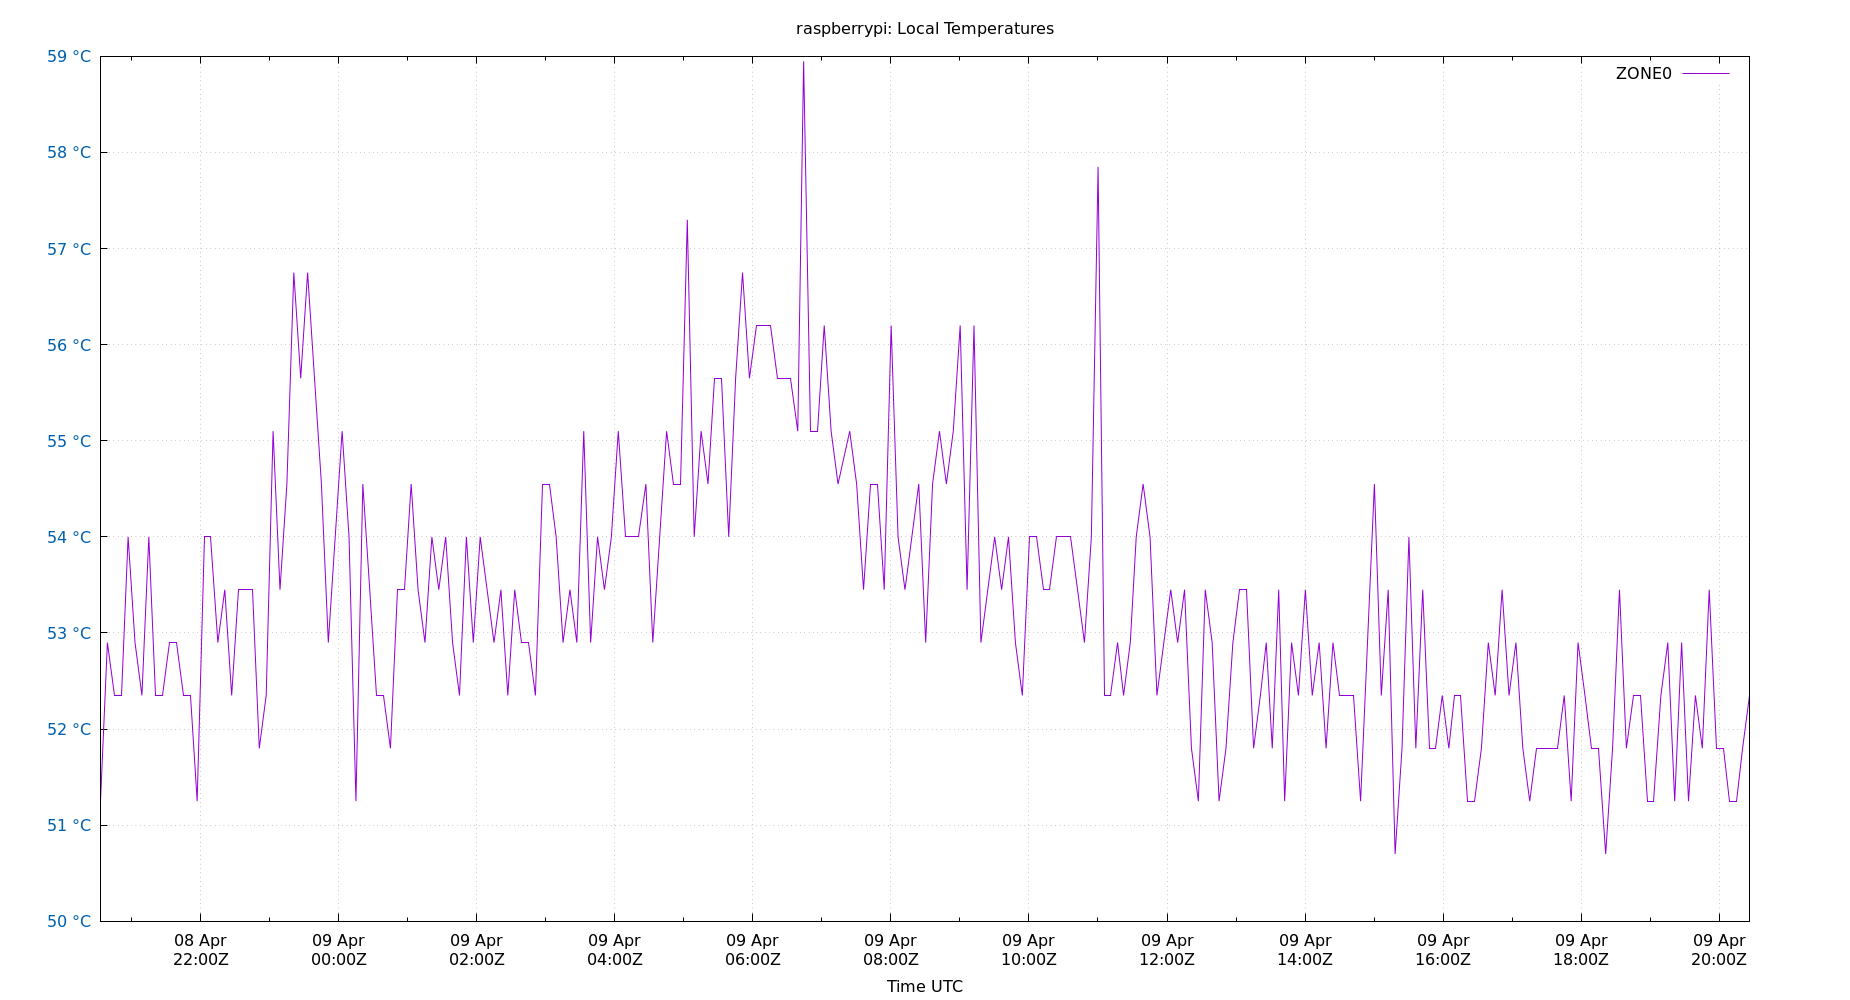 raspberrypi: Local Temperatures
59 °C
ZONE0
58 °C
57 °C
56 °C
55 °C
54 °C
53 °C
52 °C
51 °C
50 °C
08 Apr 09 Apr 09 Apr 09 Apr 09 Apr 09 Apr 09 Apr 09 Apr 09 Apr 09 Apr 09 Apr 09 Apr
22:00Z 00:00Z 02:00Z 04:00Z 06:00Z 08:00Z 10:00Z 12:00Z 14:00Z 16:00Z 18:00Z 20:00Z
Time UTC